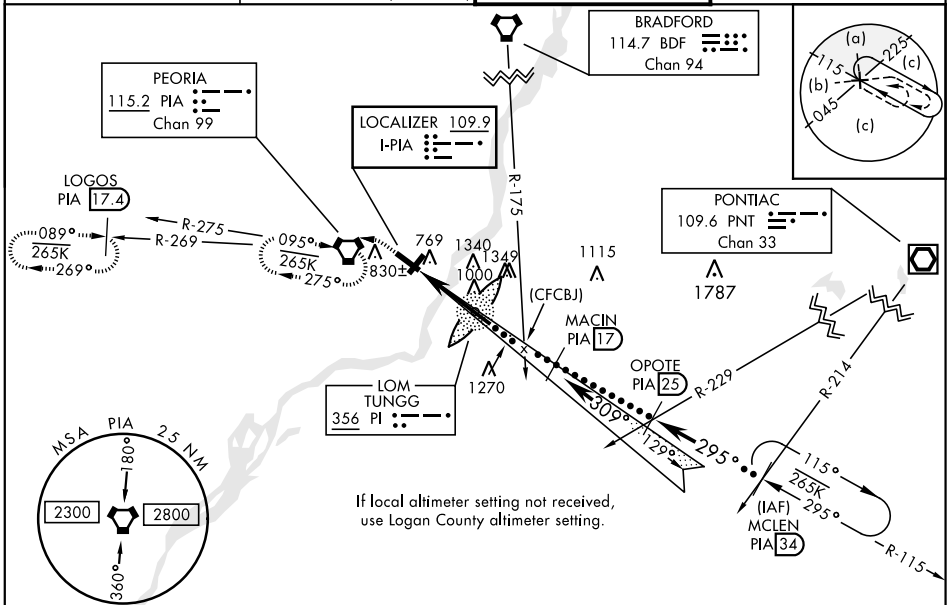 BRADFORD
114.7 BDF
Chan 94
(a)
115
225
(c)
(b)
045
(c)
PEORIA
115.2 PIA
Chan 99
LOCALIZER 109.9
I-PIA
R-175
LOGOS
PIA 17.4
PONTIAC
109.6 PNT
Chan 33
089°
265K
269°
R-275
R-269
095°
265K
275°
830±
769
1340
1349
1000
1115
1787
(CFCBJ)
MACIN
PIA 17
1270
OPOTE
PIA 25
R-229
R-214
LOM
TUNGG
356 PI
309°
129°
295°
115°
265K
295°
(IAF)
MCLEN
PIA 34
R-115
MSA PIA 25 NM
180°
2300
2800
360°
If local altimeter setting not received,
use Logan County altimeter setting.